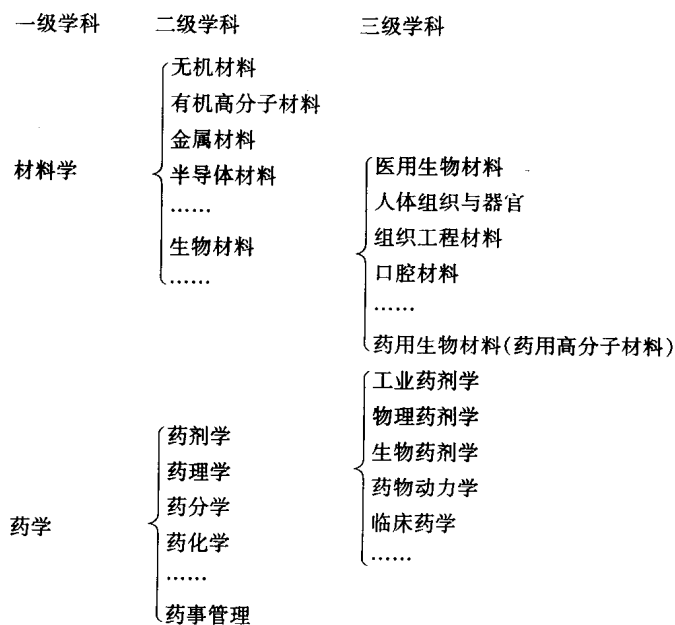 一级学科 二级学科 三级学科
无机材料
有机高分子材料
金属材料
材料学 半导体材料 医用生物材料
…… 人体组织与器官
生物材料 组织工程材料
…… 口腔材料
……
药用生物材料(药用高分子材料)
工业药剂学
物理药剂学
药剂学 生物药剂学
药理学 药物动力学
药分学 临床药学
药学 药化学 ……
……
药事管理